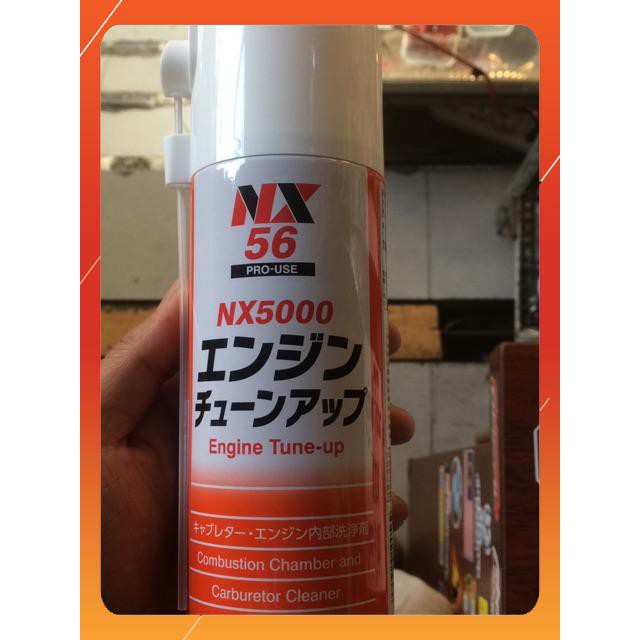 NX
56
PRO-USE
NX5000
エンジン
チューンアップ
Engine Tune-up
キャブレター・エンジン内部洗浄剤
Combustion Chamber and
Carburetor Cleaner